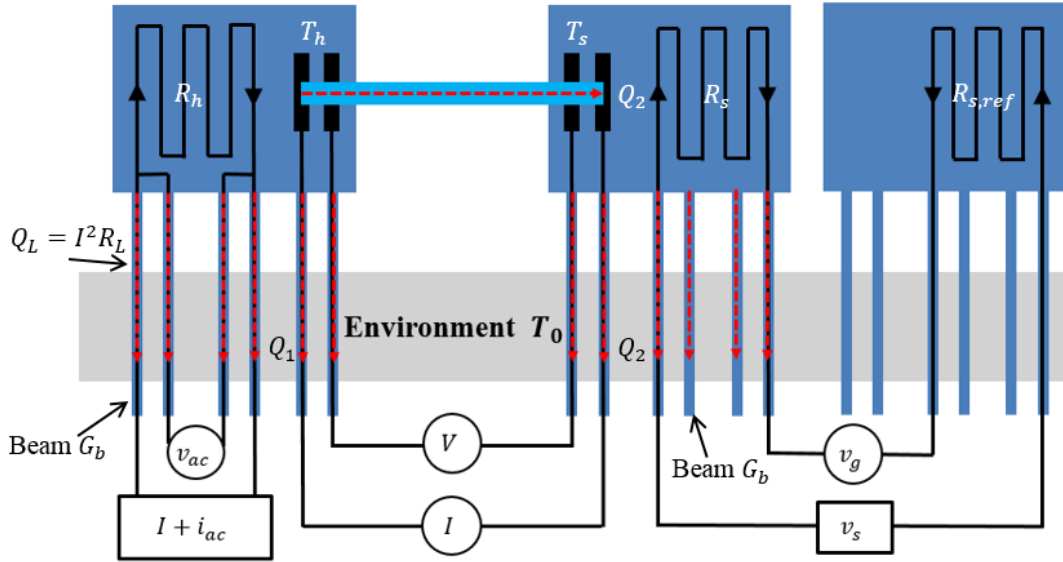 T_h
T_s
R_h
Q_2
R_s
R_{s,ref}
Q_L = I^2 R_L
Environment T_0
Q_1
Q_2
Beam G_b
v_{ac}
V
Beam G_b
v_g
I + i_{ac}
I
v_s